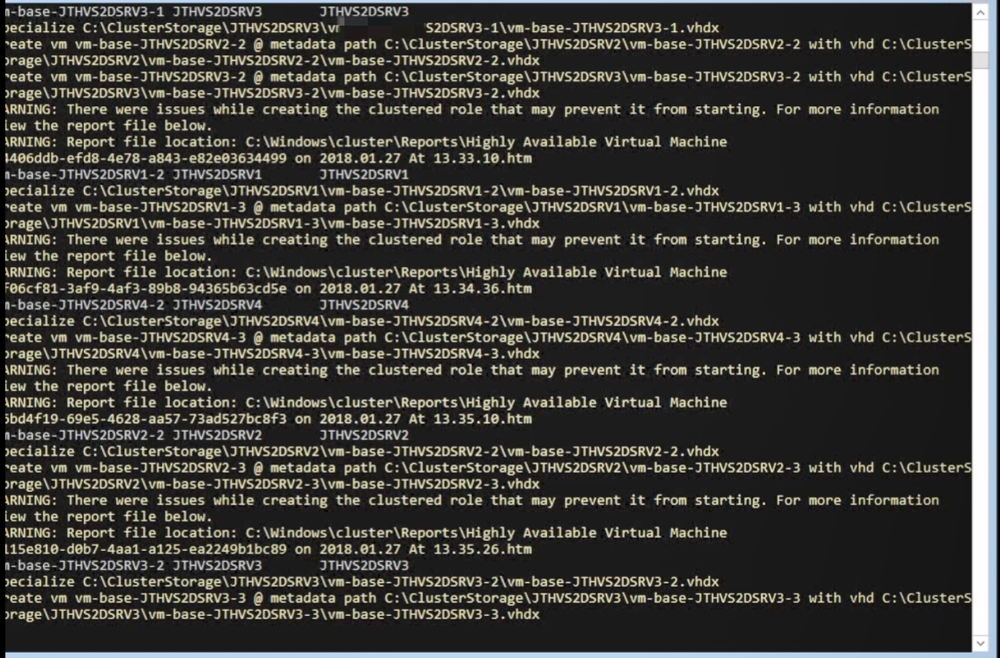 -base-JTHVS2DSRV3-1 JTHVS2DSRV3 JTHVS2DSRV3
pecialize C:\ClusterStorage\JTHVS2DSRV3\v S2DSRV3-1\vm-base-JTHVS2DSRV3-1.vhdx
reate vm vm-base-JTHVS2DSRV2-2 @ metadata path C:\ClusterStorage\JTHVS2DSRV2\vm-base-JTHVS2DSRV2-2 with vhd C:\ClusterS
orage\JTHVS2DSRV2\vm-base-JTHVS2DSRV2-2\vm-base-JTHVS2DSRV2-2.vhdx
reate vm vm-base-JTHVS2DSRV3-2 @ metadata path C:\ClusterStorage\JTHVS2DSRV3\vm-base-JTHVS2DSRV3-2 with vhd C:\ClusterS
orage\JTHVS2DSRV3\vm-base-JTHVS2DSRV3-2\vm-base-JTHVS2DSRV3-2.vhdx
ARNING: There were issues while creating the clustered role that may prevent it from starting. For more information
iew the report file below.
ARNING: Report file location: C:\Windows\cluster\Reports\Highly Available Virtual Machine
4406ddb-efd8-4e78-a843-e82e03634499 on 2018.01.27 At 13.33.10.htm
-base-JTHVS2DSRV1-2 JTHVS2DSRV1 JTHVS2DSRV1
pecialize C:\ClusterStorage\JTHVS2DSRV1\vm-base-JTHVS2DSRV1-2\vm-base-JTHVS2DSRV1-2.vhdx
reate vm vm-base-JTHVS2DSRV1-3 @ metadata path C:\ClusterStorage\JTHVS2DSRV1\vm-base-JTHVS2DSRV1-3 with vhd C:\ClusterS
orage\JTHVS2DSRV1\vm-base-JTHVS2DSRV1-3\vm-base-JTHVS2DSRV1-3.vhdx
ARNING: There were issues while creating the clustered role that may prevent it from starting. For more information
iew the report file below.
ARNING: Report file location: C:\Windows\cluster\Reports\Highly Available Virtual Machine
f06cf81-3af9-4af3-89b8-94365b63cd5e on 2018.01.27 At 13.34.36.htm
-base-JTHVS2DSRV4-2 JTHVS2DSRV4 JTHVS2DSRV4
pecialize C:\ClusterStorage\JTHVS2DSRV4\vm-base-JTHVS2DSRV4-2\vm-base-JTHVS2DSRV4-2.vhdx
reate vm vm-base-JTHVS2DSRV4-3 @ metadata path C:\ClusterStorage\JTHVS2DSRV4\vm-base-JTHVS2DSRV4-3 with vhd C:\ClusterS
orage\JTHVS2DSRV4\vm-base-JTHVS2DSRV4-3\vm-base-JTHVS2DSRV4-3.vhdx
ARNING: There were issues while creating the clustered role that may prevent it from starting. For more information
iew the report file below.
ARNING: Report file location: C:\Windows\cluster\Reports\Highly Available Virtual Machine
6bd4f19-69e5-4628-aa57-73ad527bc8f3 on 2018.01.27 At 13.35.10.htm
-base-JTHVS2DSRV2-2 JTHVS2DSRV2 JTHVS2DSRV2
pecialize C:\ClusterStorage\JTHVS2DSRV2\vm-base-JTHVS2DSRV2-2\vm-base-JTHVS2DSRV2-2.vhdx
reate vm vm-base-JTHVS2DSRV2-3 @ metadata path C:\ClusterStorage\JTHVS2DSRV2\vm-base-JTHVS2DSRV2-3 with vhd C:\ClusterS
orage\JTHVS2DSRV2\vm-base-JTHVS2DSRV2-3\vm-base-JTHVS2DSRV2-3.vhdx
ARNING: There were issues while creating the clustered role that may prevent it from starting. For more information
iew the report file below.
ARNING: Report file location: C:\Windows\cluster\Reports\Highly Available Virtual Machine
115e810-d0b7-4aa1-a125-ea2249b1bc89 on 2018.01.27 At 13.35.26.htm
-base-JTHVS2DSRV3-2 JTHVS2DSRV3 JTHVS2DSRV3
pecialize C:\ClusterStorage\JTHVS2DSRV3\vm-base-JTHVS2DSRV3-2\vm-base-JTHVS2DSRV3-2.vhdx
reate vm vm-base-JTHVS2DSRV3-3 @ metadata path C:\ClusterStorage\JTHVS2DSRV3\vm-base-JTHVS2DSRV3-3 with vhd C:\ClusterS
orage\JTHVS2DSRV3\vm-base-JTHVS2DSRV3-3\vm-base-JTHVS2DSRV3-3.vhdx